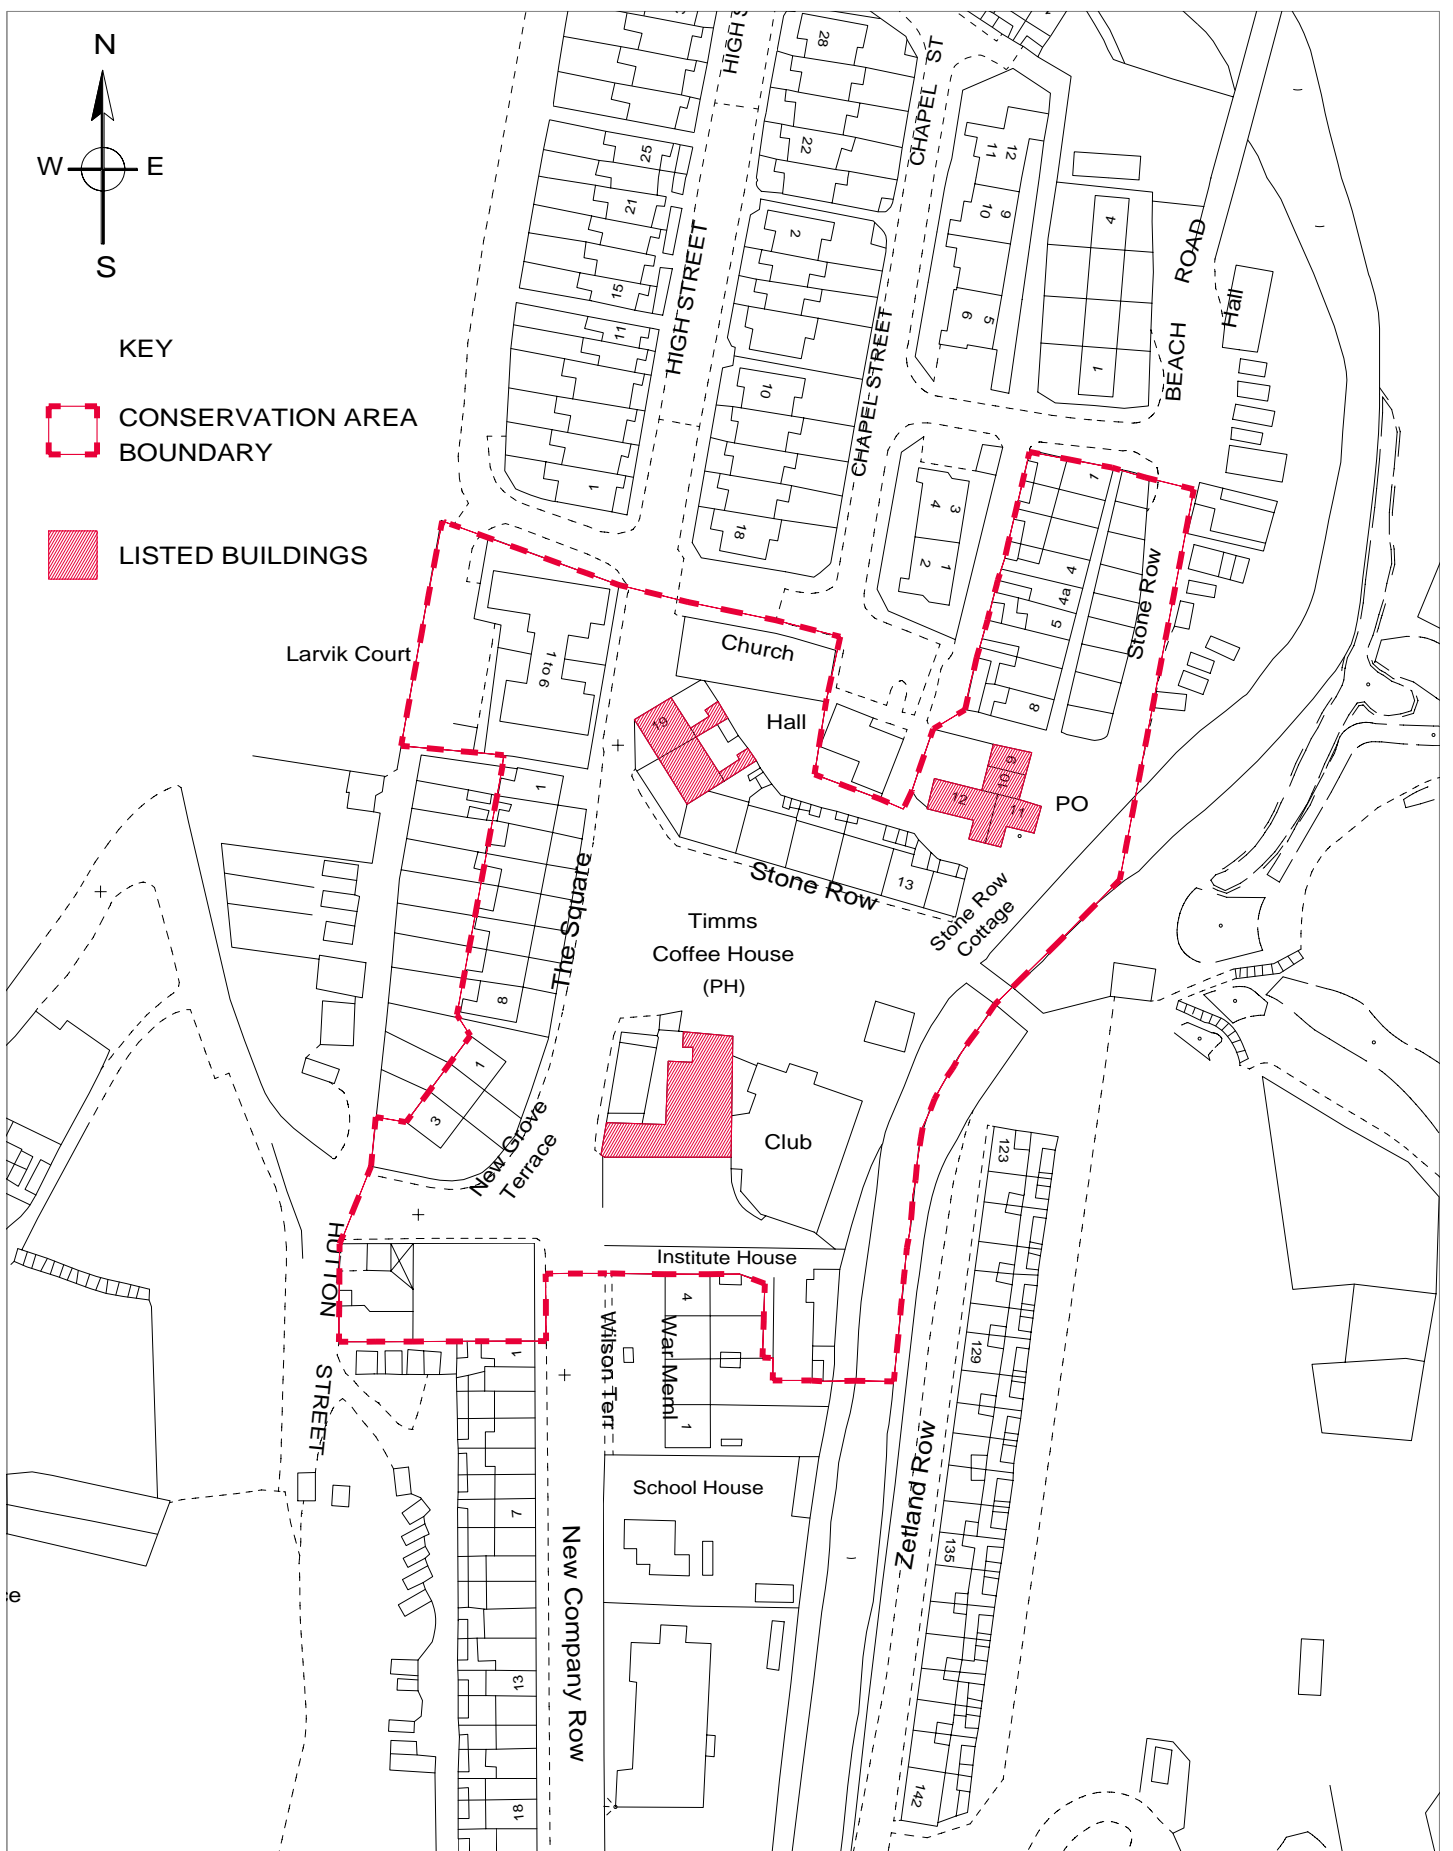 N
W E
S
KEY
CONSERVATION AREA
BOUNDARY
LISTED BUILDINGS
HIGH S
28
CHAPEL ST
22
25
21
15
11
1
HIGH STREET
2
10
18
CHAPEL STREET
12
11
9
10
5
6
4
1
BEACH ROAD
Hall
3
4
1
2
1
4
4a
5
8
Stone Row
Larvik Court
1 to 6
Church
Hall
19
9
10
12
11
PO
13
Stone Row
Stone Row
Cottage
The Square
1
8
Timms
Coffee House
(PH)
1
3
New Grove
Terrace
Club
Institute House
HUTTON
STREET
4
1
Wilson Terr
War Meml
School House
1
7
13
18
New Company Row
Zetland Row
123
129
135
142
e